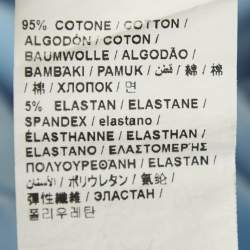 95% COTONE / COTTON /
ALGODÓN / COTON /
BAUMWOLLE / ALGODÃO /
BAMBAKI / PAMUK / قطن / 綿 / 棉
/ 棉 / ХЛОПОК / 면
5% ELASTAN / ELASTANE /
SPANDEX / elastano /
ÉLASTHANNE / ELASTHAN /
ELASTANO / ΕΛΑΣΤΟΜΕΡΗΣ
ΠΟΛΥΟΥΡΕΘΑΝΗ / ELASTAN
/ الأستان / ポリウレタン / 氨纶 /
彈性纖維 / ЭЛАСТАН /
폴리우레탄